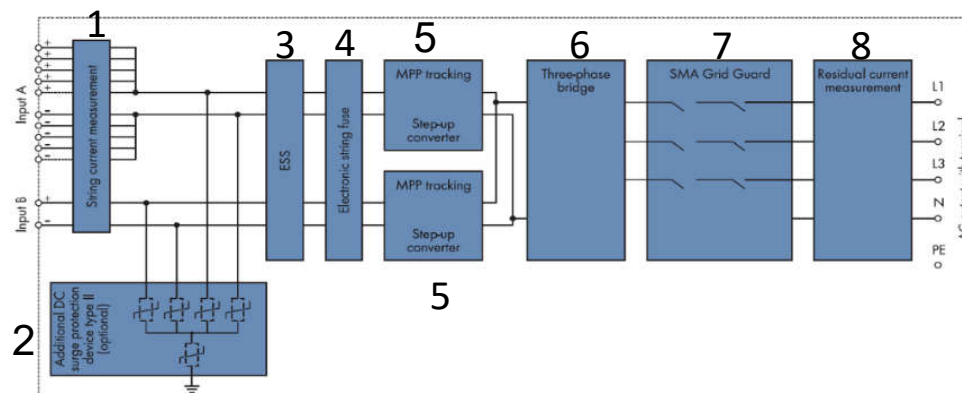 1
2
3
4
5
5
6
7
8
Input A
+
+
+
+
+
-
-
-
-
-
Input B
+
-
String current measurement
Additional DC
surge protection
device type II
(optional)
ESS
Electronic string fuse
MPP tracking
Step-up
converter
MPP tracking
Step-up
converter
Three-phase
bridge
SMA Grid Guard
Residual current
measurement
L1
L2
L3
N
PE